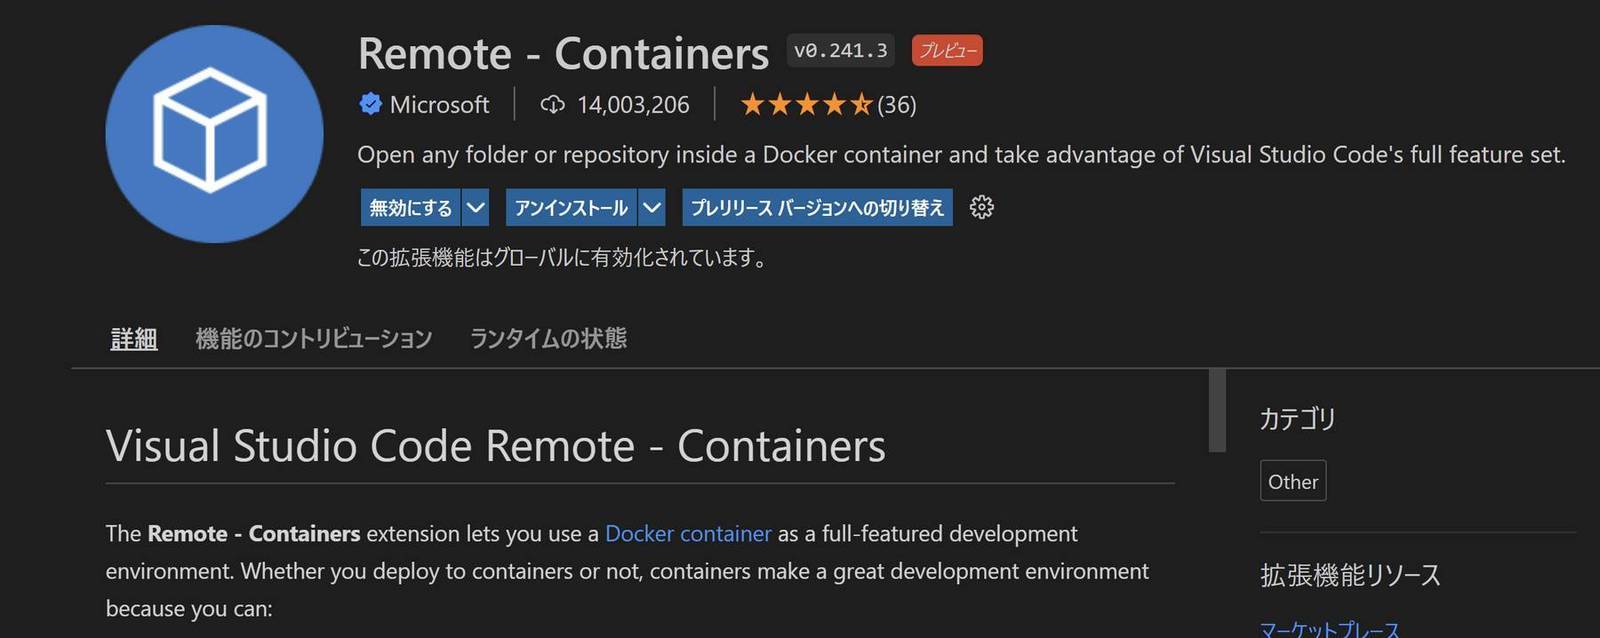 Remote - Containers v0.241.3 プレビュー
Microsoft 14,003,206 (36)
Open any folder or repository inside a Docker container and take advantage of Visual Studio Code's full feature set.
無効にする アンインストール プレリリース バージョンへの切り替え
この拡張機能はグローバルに有効化されています。
詳細 機能のコントリビューション ランタイムの状態
Visual Studio Code Remote - Containers
The Remote - Containers extension lets you use a Docker container as a full-featured development
environment. Whether you deploy to containers or not, containers make a great development environment
because you can:
カテゴリ
Other
拡張機能リソース
マーケットプレース